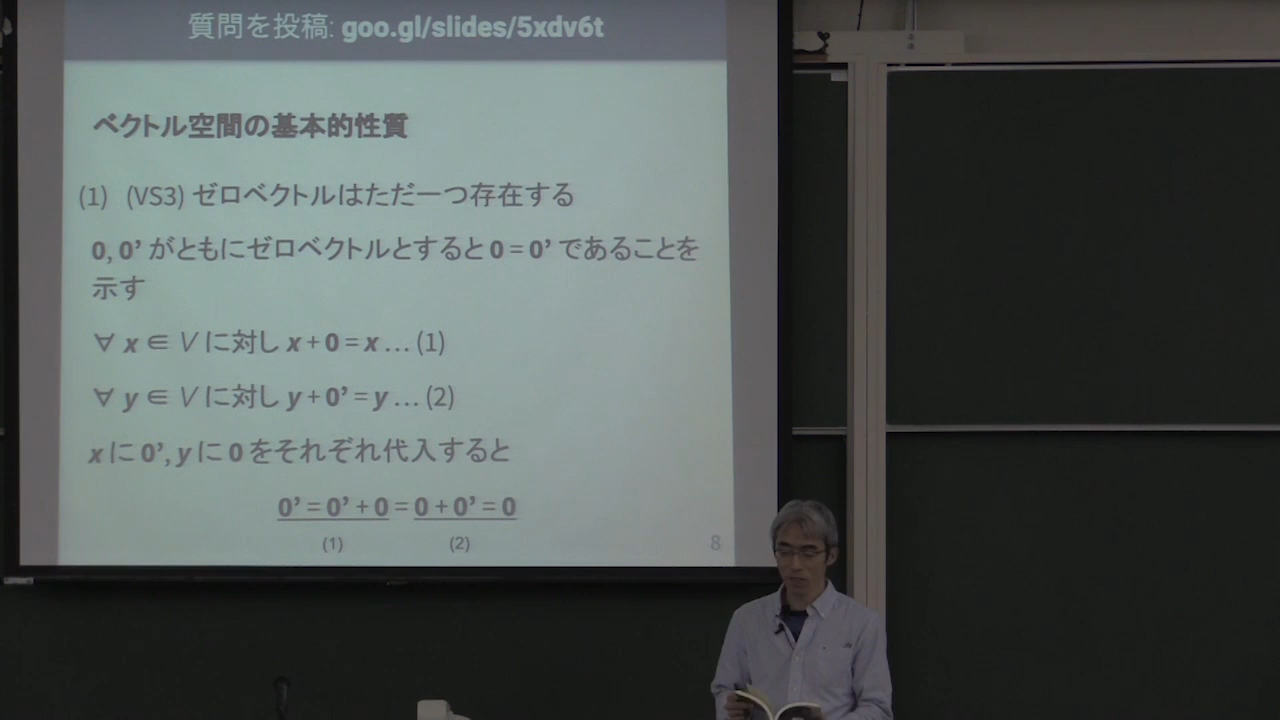 質問を投稿: goo.gl/slides/5xdv6t
ベクトル空間の基本的性質
(1) (VS3) ゼロベクトルはただ一つ存在する
0, 0’ がともにゼロベクトルとすると 0 = 0’ であることを
示す
∀ x ∈ V に対し x + 0 = x … (1)
∀ y ∈ V に対し y + 0’ = y … (2)
x に 0’, y に 0 をそれぞれ代入すると
0’ = 0’ + 0 = 0 + 0’ = 0
(1) (2)
8